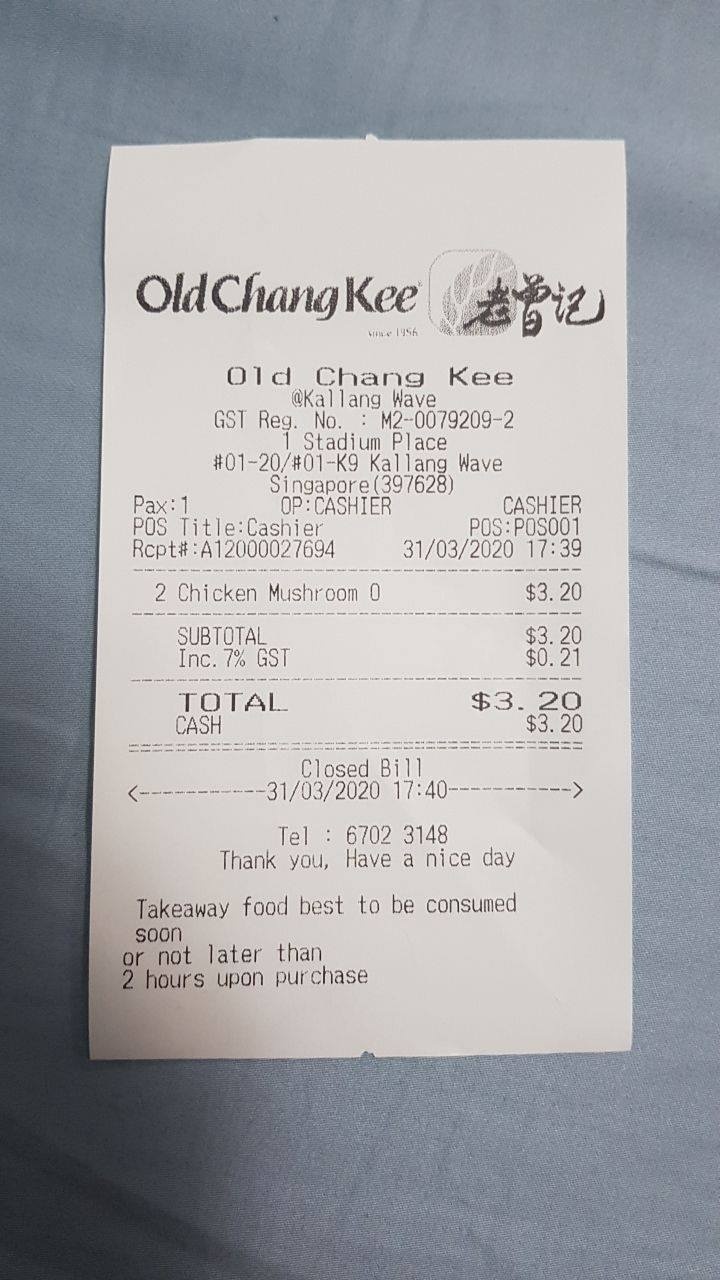 Old Chang Kee 老曾记
since 1956
Old Chang Kee
@Kallang Wave
GST Reg. No. : M2-0079209-2
1 Stadium Place
#01-20/#01-K9 Kallang Wave
Singapore(397628)
Pax:1 OP:CASHIER CASHIER
POS Title:Cashier POS:POS001
Rcpt#:A12000027694 31/03/2020 17:39
2 Chicken Mushroom O $3.20
SUBTOTAL $3.20
Inc.7% GST $0.21
TOTAL $3.20
CASH $3.20
Closed Bill
<-----------31/03/2020 17:40----------->
Tel : 6702 3148
Thank you, Have a nice day
Takeaway food best to be consumed
soon
or not later than
2 hours upon purchase